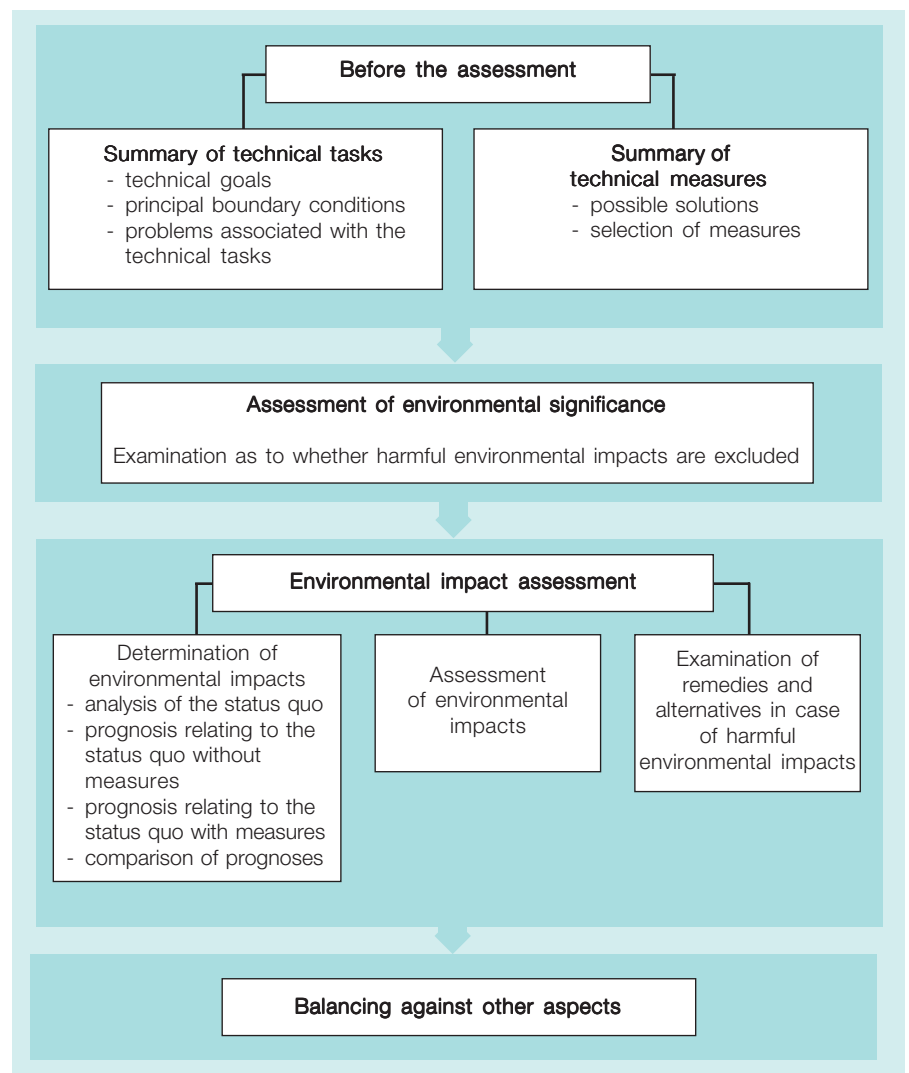 Before the assessment
Summary of technical tasks
- technical goals
- principal boundary conditions
- problems associated with the
technical tasks
Summary of
technical measures
- possible solutions
- selection of measures
Assessment of environmental significance
Examination as to whether harmful environmental impacts are excluded
Environmental impact assessment
Determination of
environmental impacts
- analysis of the status quo
- prognosis relating to the
status quo without
measures
- prognosis relating to the
status quo with measures
- comparison of prognoses
Assessment
of environmental
impacts
Examination of
remedies and
alternatives in case
of harmful
environmental impacts
Balancing against other aspects